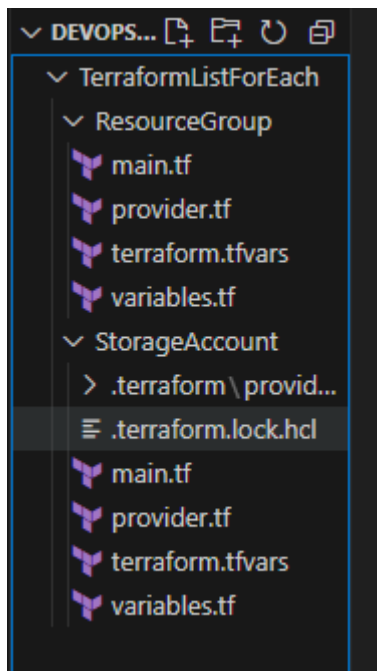 DEVOPS...
TerraformListForEach
ResourceGroup
main.tf
provider.tf
terraform.tfvars
variables.tf
StorageAccount
.terraform\provid...
.terraform.lock.hcl
main.tf
provider.tf
terraform.tfvars
variables.tf